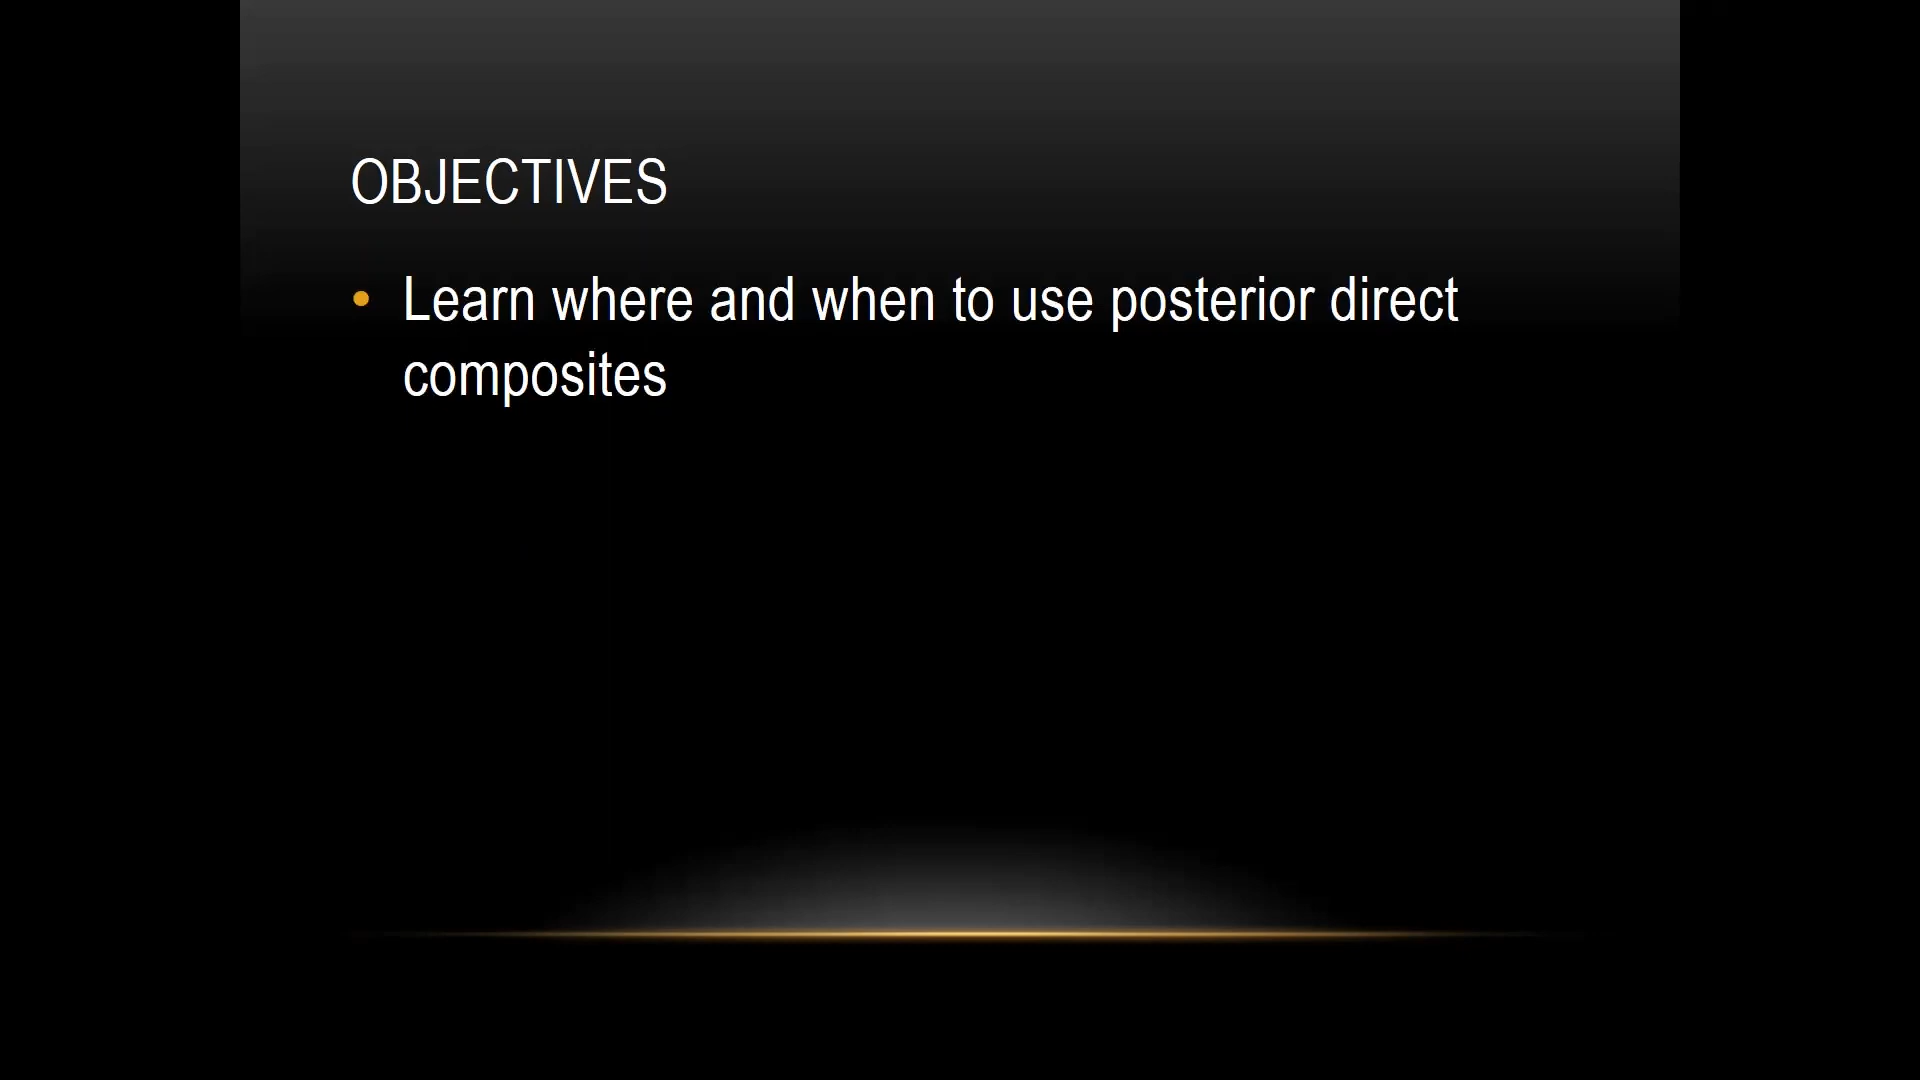 OBJECTIVES
• Learn where and when to use posterior direct
composites